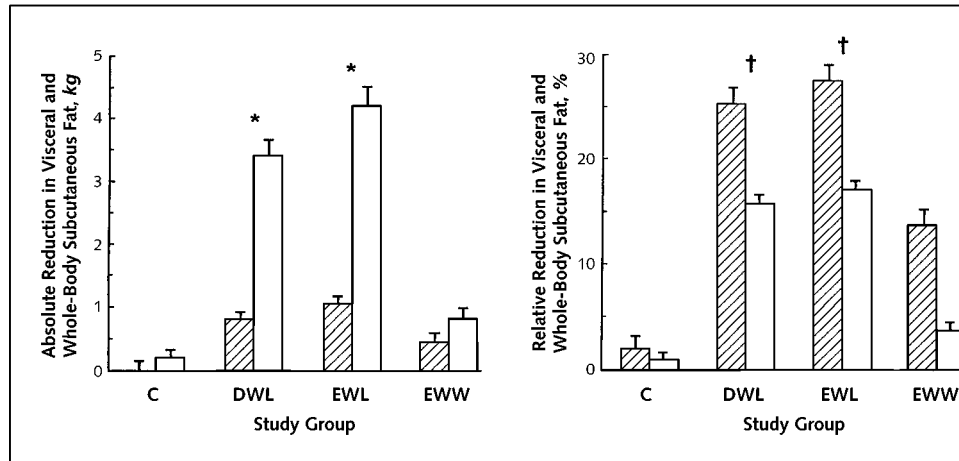 Absolute Reduction in Visceral and
Whole-Body Subcutaneous Fat, kg
5
4
3
2
1
0
*
*
C DWL EWL EWW
Study Group
Relative Reduction in Visceral and
Whole-Body Subcutaneous Fat, %
30
20
10
0
†
†
C DWL EWL EWW
Study Group